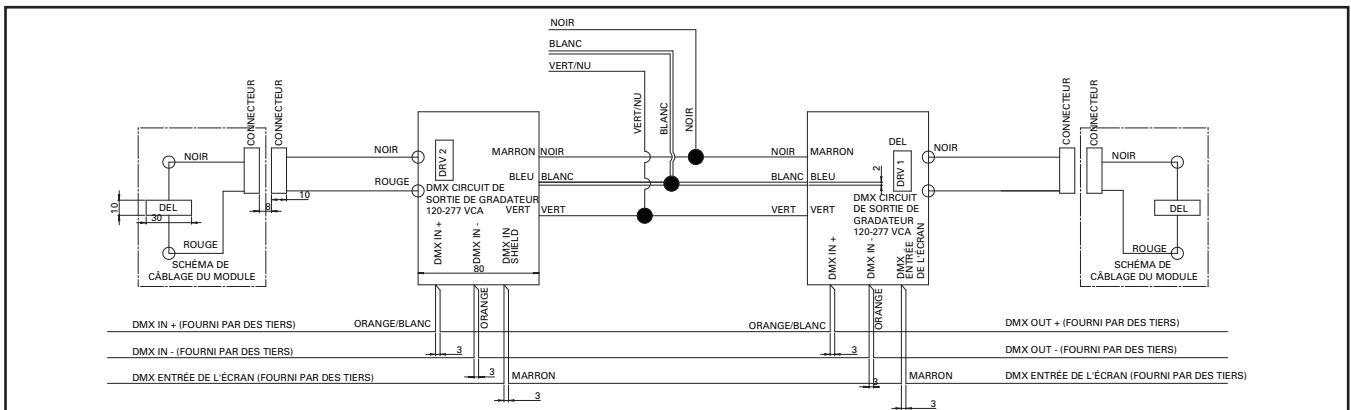 NOIR
BLANC
VERT/NU
VERT/NU
BLANC
NOIR
CONNECTEUR
CONNECTEUR
NOIR
DEL
10
30
8
10
ROUGE
SCHÉMA DE
CÂBLAGE DU MODULE
NOIR
ROUGE
DRV 2
MARRON
BLEU
DMX CIRCUIT DE
SORTIE DE GRADATEUR
120-277 VCA
VERT
DMX IN +
DMX IN -
DMX IN
SHIELD
80
NOIR
BLANC
VERT
NOIR
BLANC
VERT
MARRON
BLEU
VERT
DEL
2
DRV 1
DMX CIRCUIT
DE SORTIE DE
GRADATEUR
120-277 VCA
DMX IN +
DMX IN -
DMX
ENTRÉE
DE L'ÉCRAN
NOIR
CONNECTEUR
CONNECTEUR
NOIR
DEL
ROUGE
SCHÉMA DE
CÂBLAGE DU MODULE
DMX IN + (FOURNI PAR DES TIERS)
ORANGE/BLANC
ORANGE
ORANGE/BLANC
ORANGE
DMX OUT + (FOURNI PAR DES TIERS)
DMX IN - (FOURNI PAR DES TIERS)
3
3
DMX OUT - (FOURNI PAR DES TIERS)
DMX ENTRÉE DE L'ÉCRAN (FOURNI PAR DES TIERS)
3
MARRON
3
MARRON
DMX ENTRÉE DE L'ÉCRAN (FOURNI PAR DES TIERS)
3
3